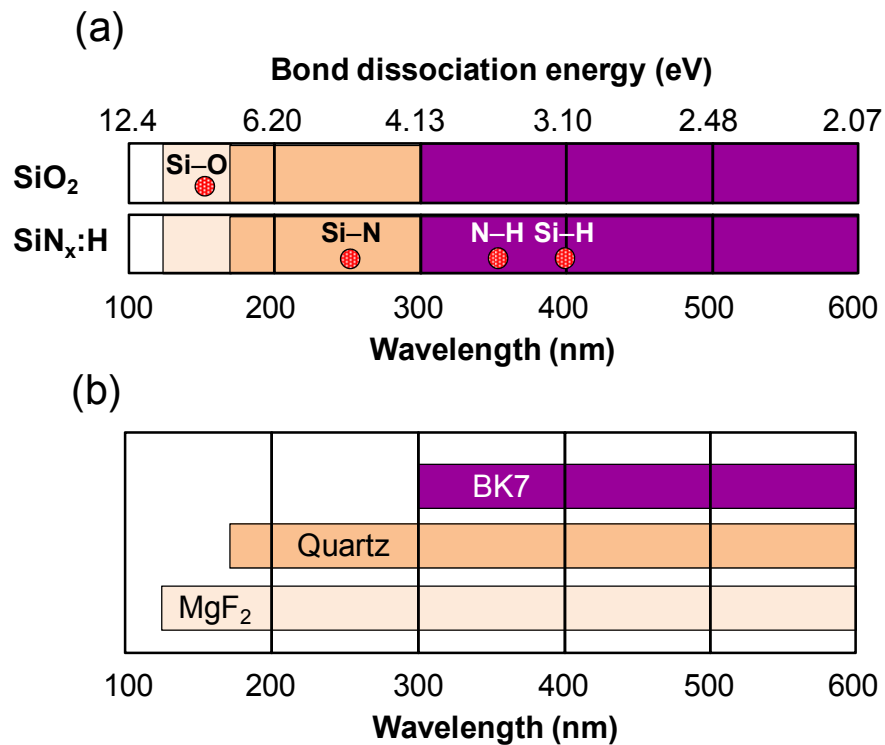 (a)
Bond dissociation energy (eV)
12.4 6.20 4.13 3.10 2.48 2.07
SiO₂ Si–O
SiNₓ:H Si–N N–H Si–H
100 200 300 400 500 600
Wavelength (nm)
(b)
BK7
Quartz
MgF₂
100 200 300 400 500 600
Wavelength (nm)